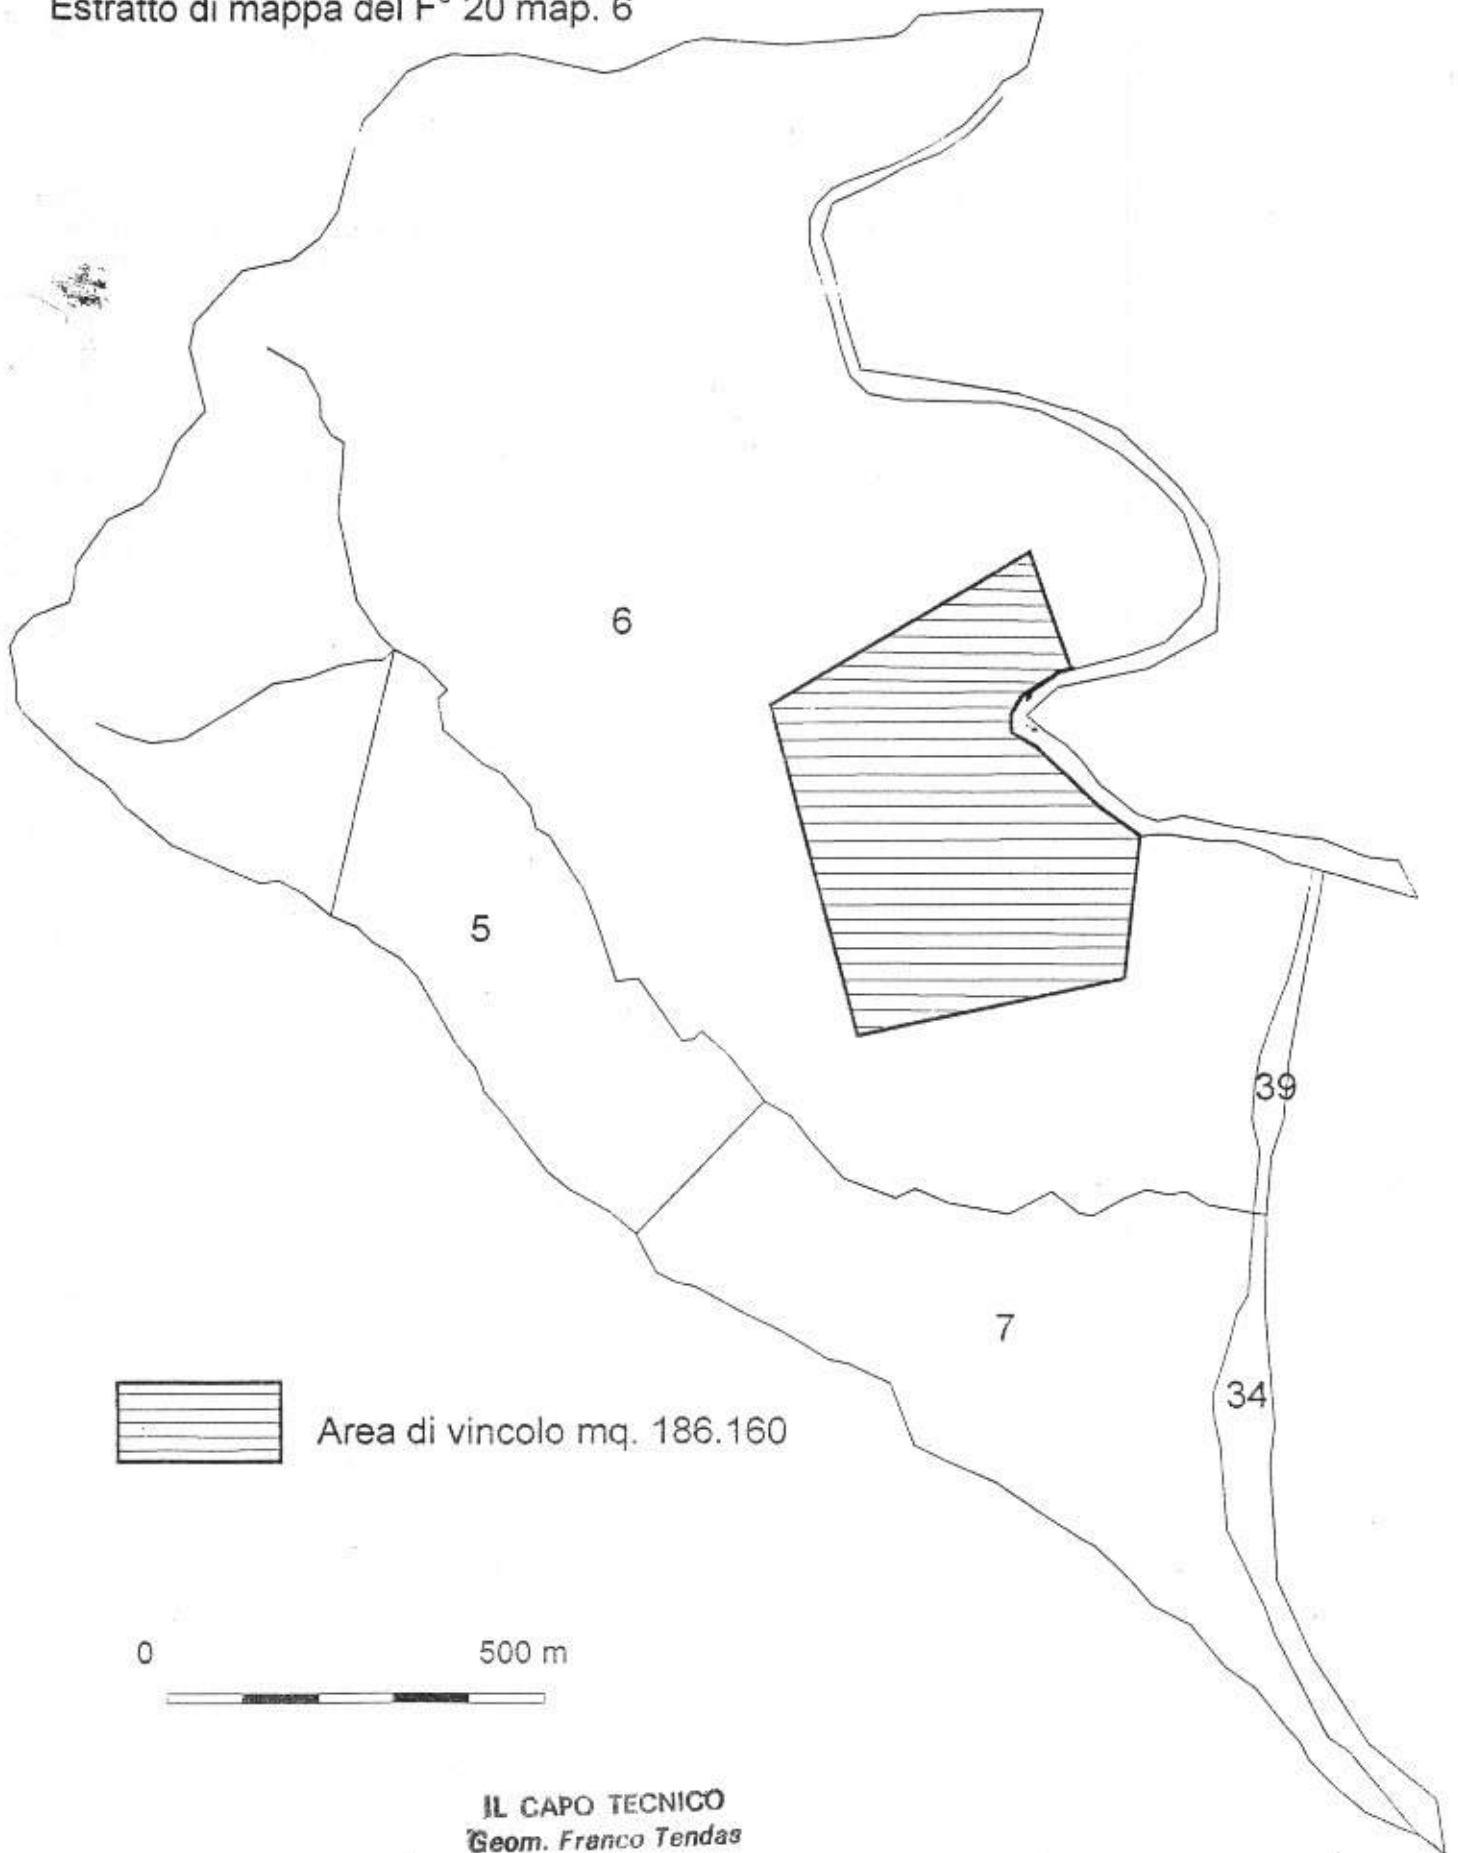 Estratto di mappa del F° 20 map. 6
6
5
39
7
34
Area di vincolo mq. 186.160
0 500 m
IL CAPO TECNICO
Geom. Franco Tendas